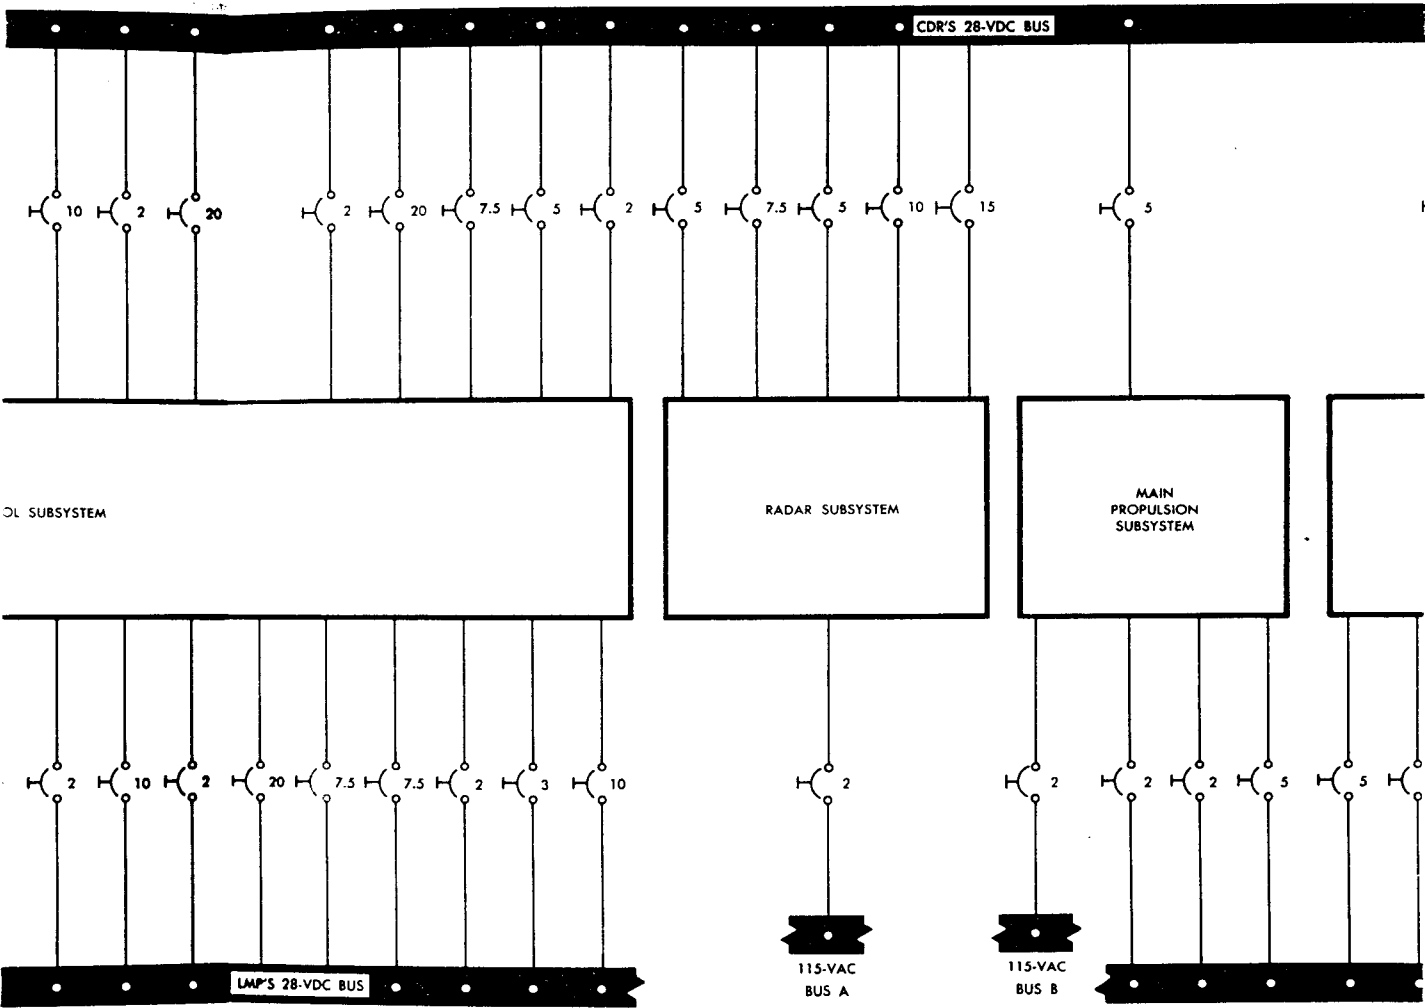 CDR'S 28-VDC BUS
10 2 20 2 20 7.5 5 2 5 7.5 5 10 15 5
OL SUBSYSTEM
RADAR SUBSYSTEM
MAIN
PROPULSION
SUBSYSTEM
2 10 2 20 7.5 7.5 2 3 10 2 2 2 2 5 5
LMP'S 28-VDC BUS
115-VAC
BUS A
115-VAC
BUS B